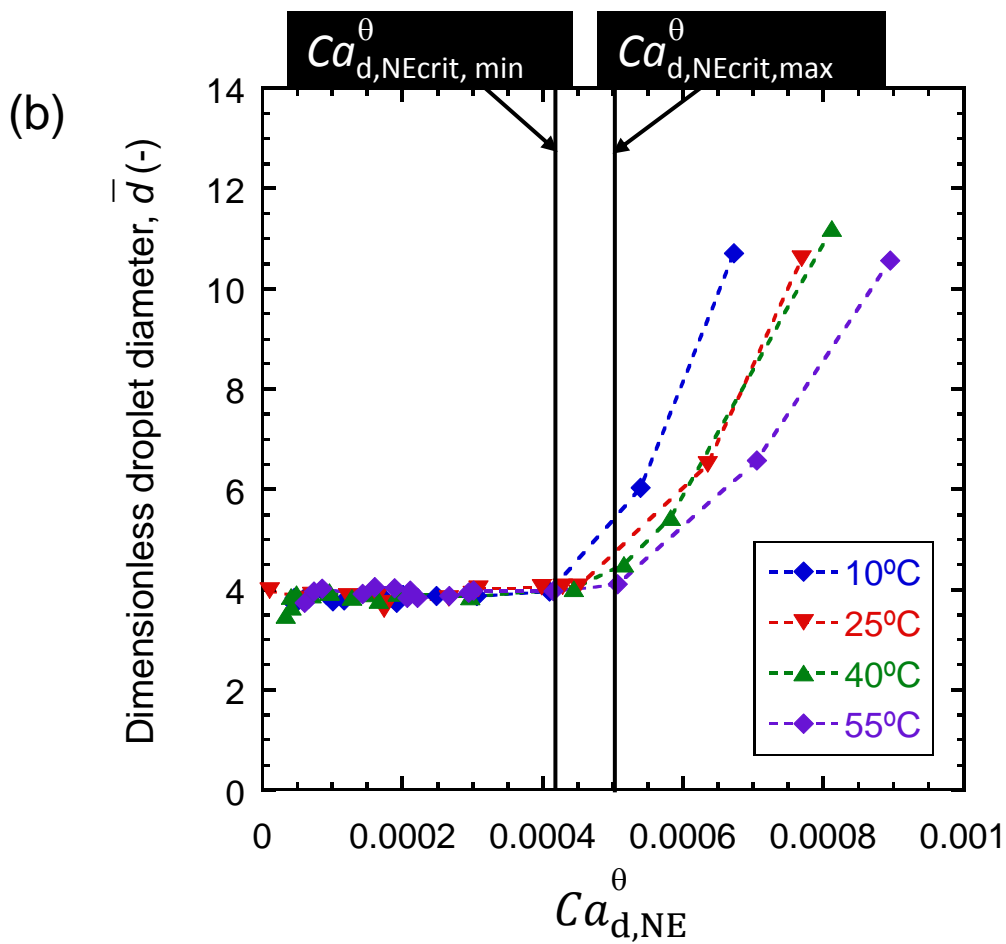 (b)
Ca^θ_d,NEcrit, min
Ca^θ_d,NEcrit,max
Dimensionless droplet diameter, d̅ (-)
14
12
10
8
6
4
2
0
0
0.0002
0.0004
0.0006
0.0008
0.001
10ºC
25ºC
40ºC
55ºC
Ca^θ_d,NE